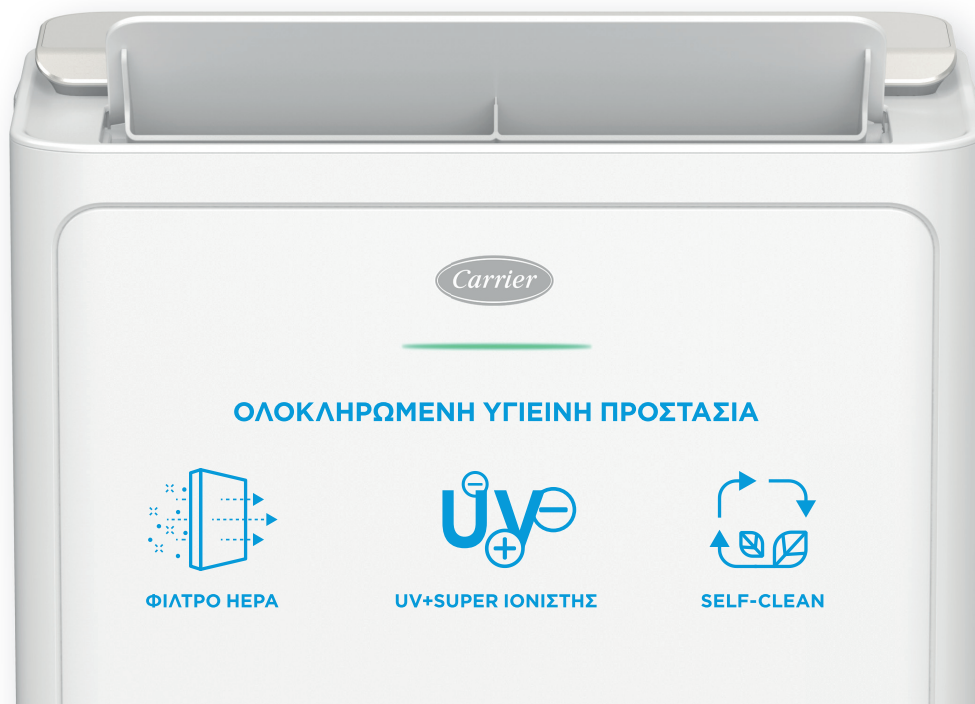 Carrier
ΟΛΟΚΛΗΡΩΜΕΝΗ ΥΓΙΕΙΝΗ ΠΡΟΣΤΑΣΙΑ
UV
ΦΙΛΤΡΟ HEPA
UV+SUPER ΙΟΝΙΣΤΗΣ
SELF-CLEAN